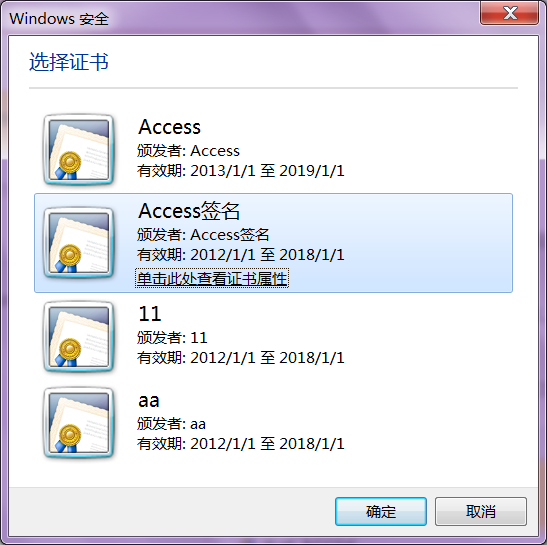 Windows 安全
选择证书
Access
颁发者: Access
有效期: 2013/1/1 至 2019/1/1
Access签名
颁发者: Access签名
有效期: 2012/1/1 至 2018/1/1
单击此处查看证书属性
11
颁发者: 11
有效期: 2012/1/1 至 2018/1/1
aa
颁发者: aa
有效期: 2012/1/1 至 2018/1/1
确定 取消